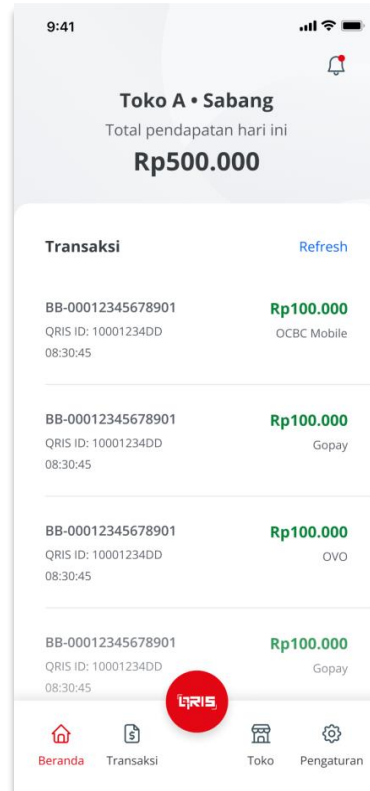 9:41
Toko A • Sabang
Total pendapatan hari ini
Rp500.000
Transaksi Refresh
BB-00012345678901 Rp100.000
QRIS ID: 10001234DD OCBC Mobile
08:30:45
BB-00012345678901 Rp100.000
QRIS ID: 10001234DD Gopay
08:30:45
BB-00012345678901 Rp100.000
QRIS ID: 10001234DD OVO
08:30:45
BB-00012345678901 Rp100.000
QRIS ID: 10001234DD Gopay
08:30:45
QRIS
Beranda Transaksi Toko Pengaturan